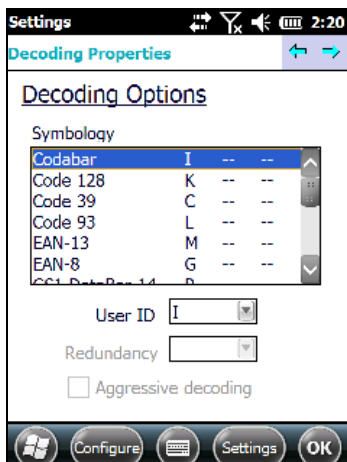 Settings 2:20
Decoding Properties
Decoding Options
Symbology
Codabar I -- --
Code 128 K -- --
Code 39 C -- --
Code 93 L -- --
EAN-13 M -- --
EAN-8 G -- --
User ID I
Redundancy
Aggressive decoding
Configure Settings OK